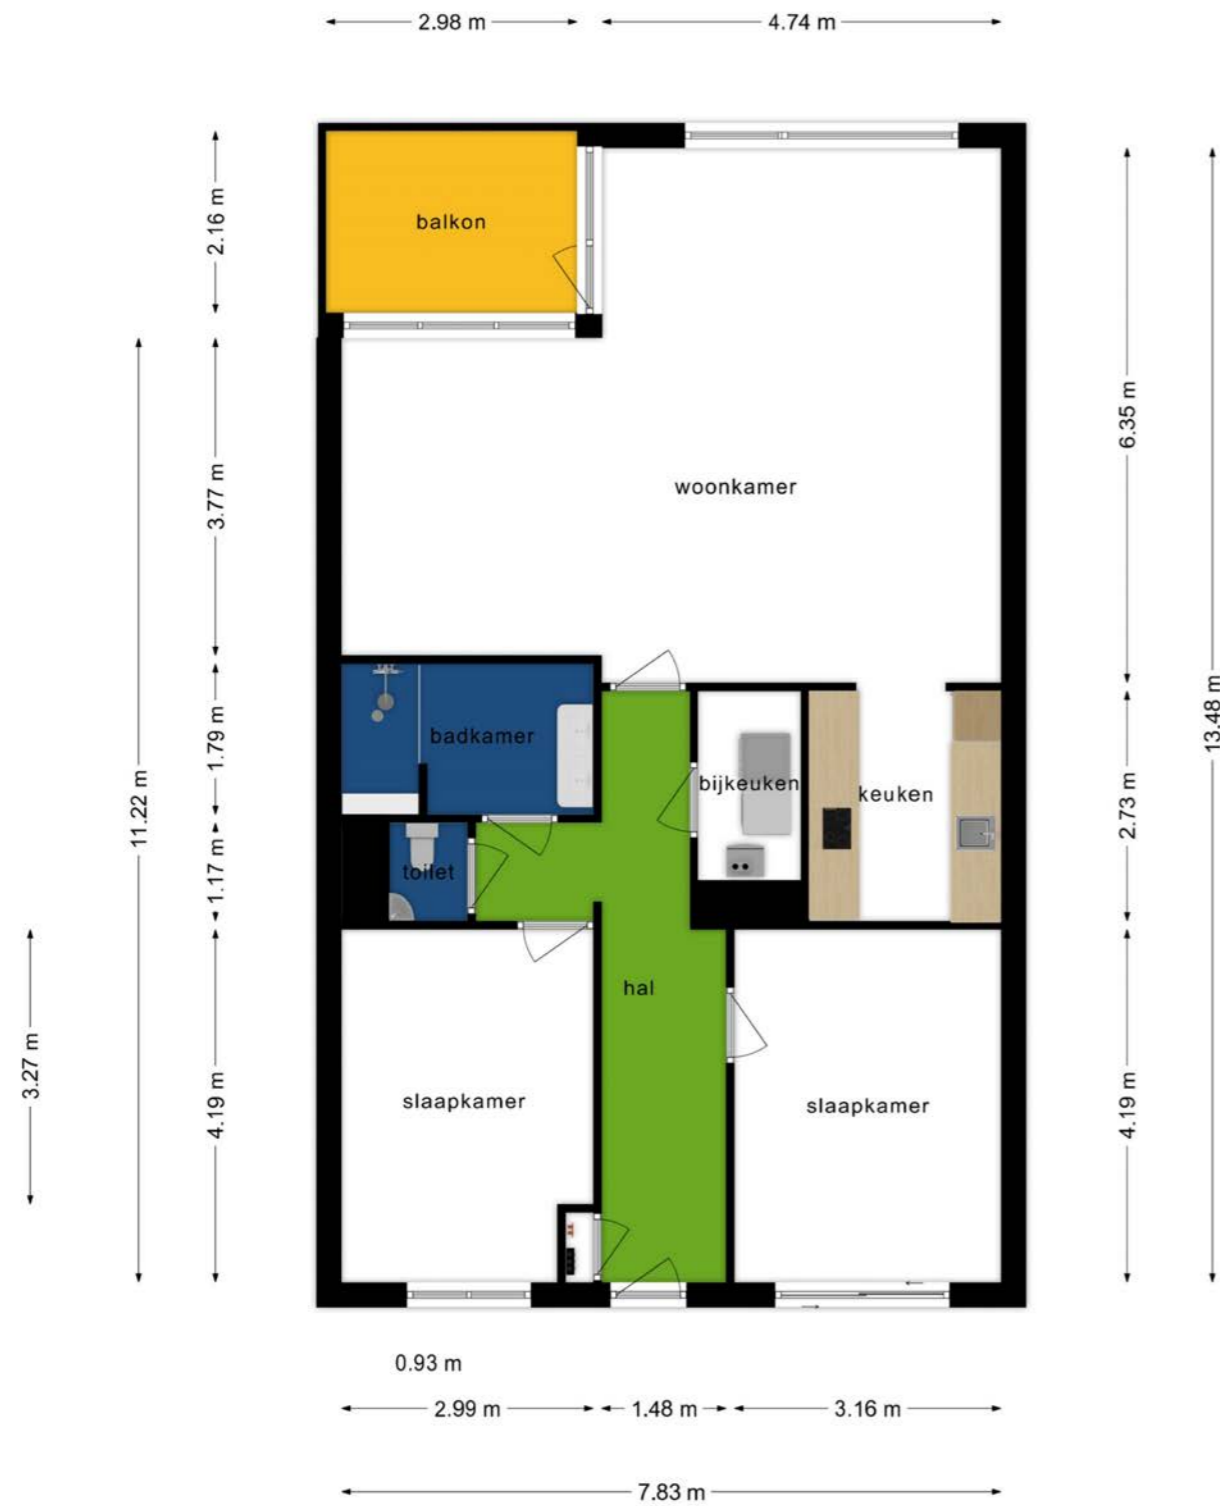 2.98 m
4.74 m
balkon
2.16 m
6.35 m
3.77 m
woonkamer
13.48 m
badkamer
1.79 m
bijkeuken
keuken
2.73 m
11.22 m
toilet
1.17 m
hal
3.27 m
slaapkamer
slaapkamer
4.19 m
4.19 m
0.93 m
2.99 m
1.48 m
3.16 m
7.83 m